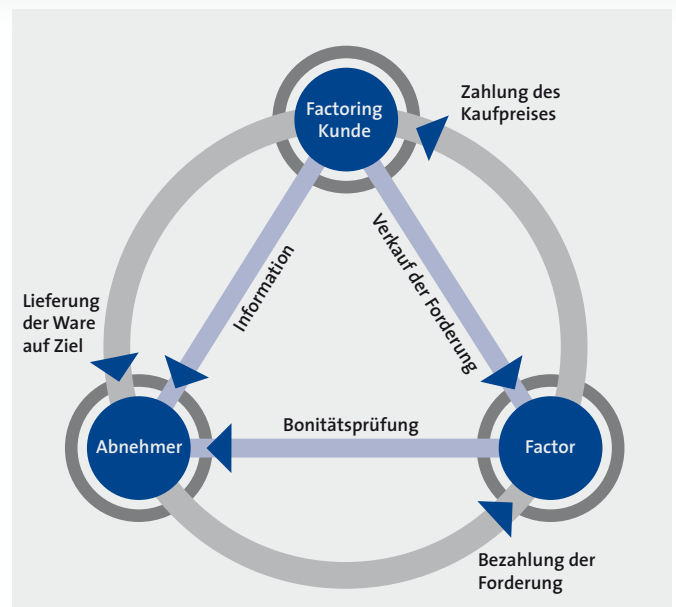 Factoring
Kunde
Zahlung des
Kaufpreises
Information
Verkauf der Forderung
Lieferung
der Ware
auf Ziel
Abnehmer
Bonitätsprüfung
Factor
Bezahlung der
Forderung